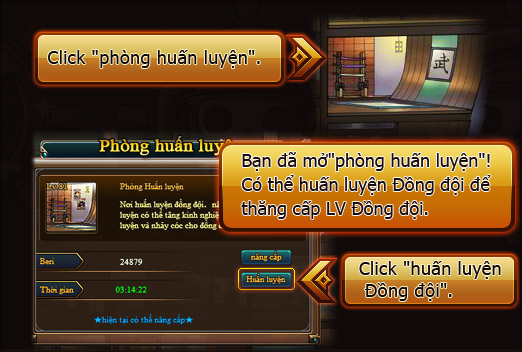 Click "phòng huấn luyện".
武
Phòng huấn luyện
Bạn đã mở"phòng huấn luyện"!
Có thể huấn luyện Đồng đội để
thăng cấp LV Đồng đội.
Phòng Huấn luyện
Nơi huấn luyện đồng đội.
luyện có thể tăng kinh nghiệ
luyện và nhảy cóc cho đồng đ
Beri
24879
nâng cấp
Huấn luyện
Click "huấn luyện
Đồng đội".
Thời gian
03:14:22
★hiện tại có thể nâng cấp★